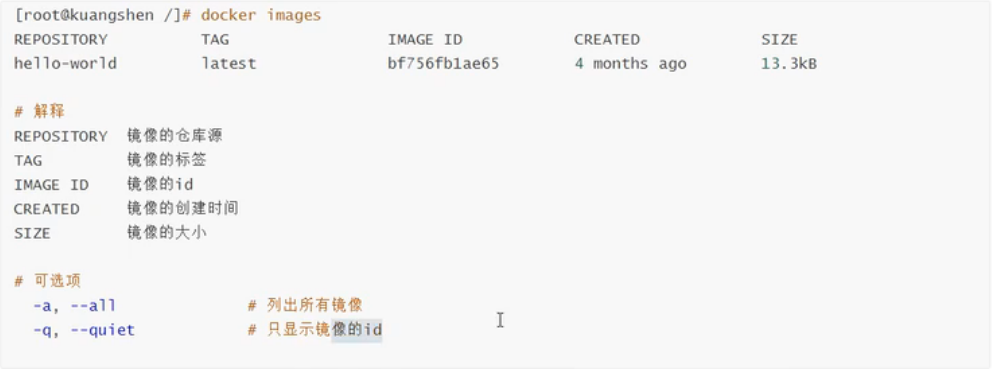 [root@kuangshen /]# docker images
REPOSITORY TAG IMAGE ID CREATED SIZE
hello-world latest bf756fb1ae65 4 months ago 13.3kB
# 解释
REPOSITORY 镜像的仓库源
TAG 镜像的标签
IMAGE ID 镜像的id
CREATED 镜像的创建时间
SIZE 镜像的大小
# 可选项
-a, --all # 列出所有镜像
-q, --quiet # 只显示镜像的id